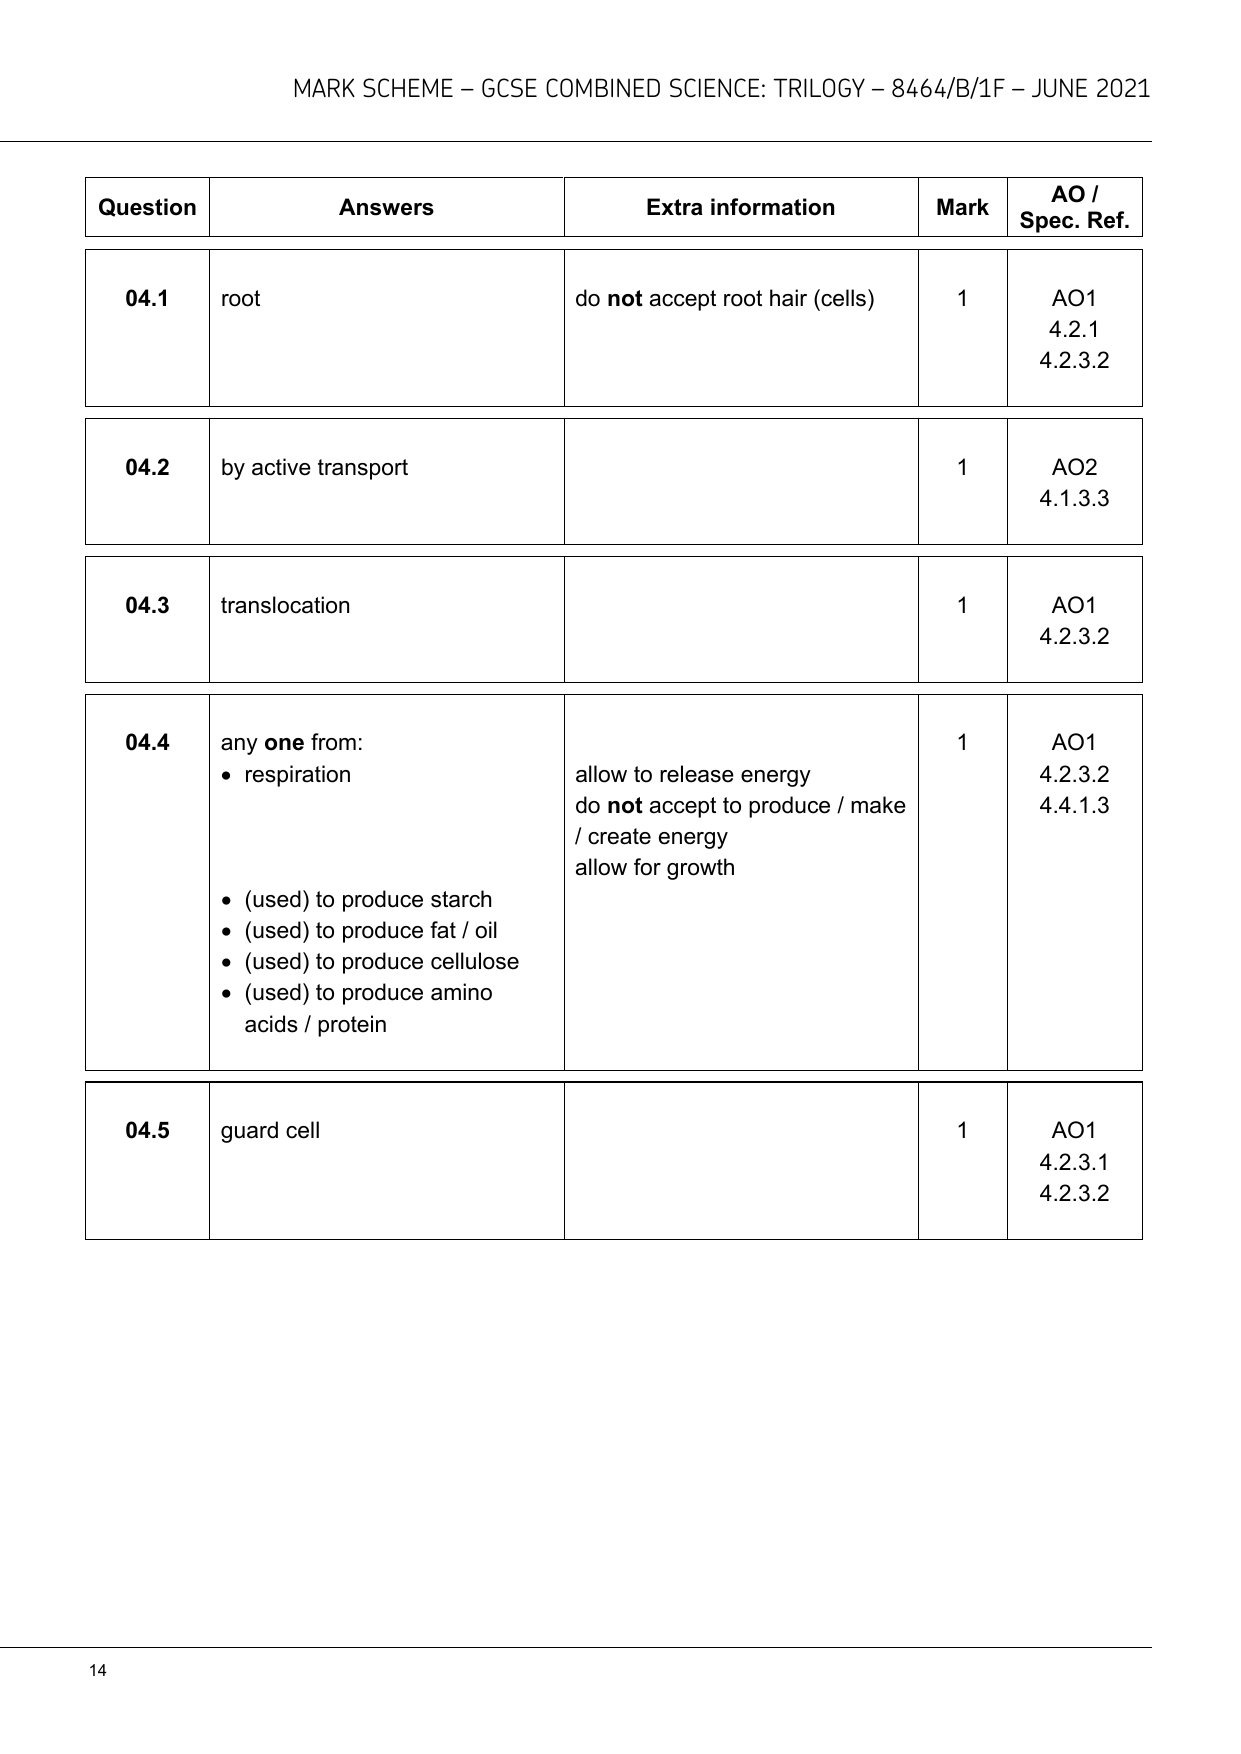 MARK SCHEME – GCSE COMBINED SCIENCE: TRILOGY – 8464/B/1F – JUNE 2021
Question Answers Extra information Mark AO / Spec. Ref.
04.1 root do not accept root hair (cells) 1 AO1
4.2.1
4.2.3.2
04.2 by active transport 1 AO2
4.1.3.3
04.3 translocation 1 AO1
4.2.3.2
04.4 any one from: 1 AO1
• respiration allow to release energy 4.2.3.2
do not accept to produce / make 4.4.1.3
/ create energy
allow for growth
• (used) to produce starch
• (used) to produce fat / oil
• (used) to produce cellulose
• (used) to produce amino
acids / protein
04.5 guard cell 1 AO1
4.2.3.1
4.2.3.2
14